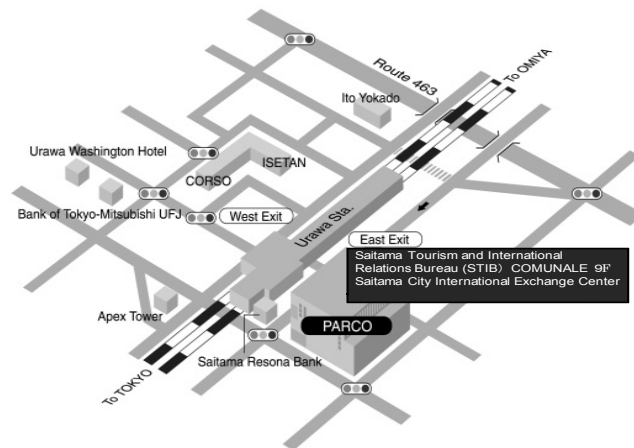 Route 463
To OMIYA
Ito Yokado
Urawa Washington Hotel
ISETAN
CORSO
Bank of Tokyo-Mitsubishi UFJ
West Exit
Urawa Sta.
East Exit
Saitama Tourism and International
Relations Bureau (STIB) COMUNALE 9F
Saitama City International Exchange Center
Apex Tower
PARCO
Saitama Resona Bank
To TOKYO